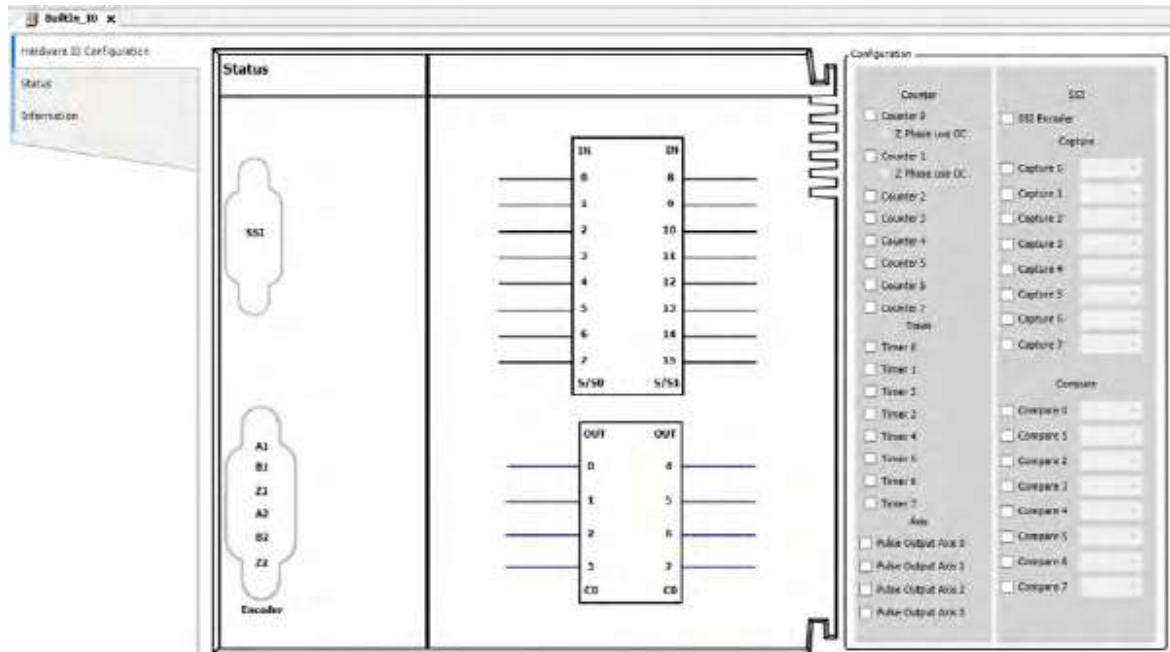 BuiltIn_IO
Hardware IO Configuration
Status
Information
Status
SSI
A1
B1
Z1
A2
B2
Z2
Encoder
IN IN
0 8
1 9
2 10
3 11
4 12
5 13
6 14
7 15
S/S0 S/S1
OUT OUT
0 4
1 5
2 6
3 7
C0 C0
Configuration
Counter
Counter 0
Z Phase use OC
Counter 1
Z Phase use OC
Counter 2
Counter 3
Counter 4
Counter 5
Counter 6
Counter 7
Timer
Timer 0
Timer 1
Timer 2
Timer 3
Timer 4
Timer 5
Timer 6
Timer 7
Axis
Pulse Output Axis 0
Pulse Output Axis 1
Pulse Output Axis 2
Pulse Output Axis 3
SSI
SSI Encoder
Capture
Capture 0
Capture 1
Capture 2
Capture 3
Capture 4
Capture 5
Capture 6
Capture 7
Compare
Compare 0
Compare 1
Compare 2
Compare 3
Compare 4
Compare 5
Compare 6
Compare 7